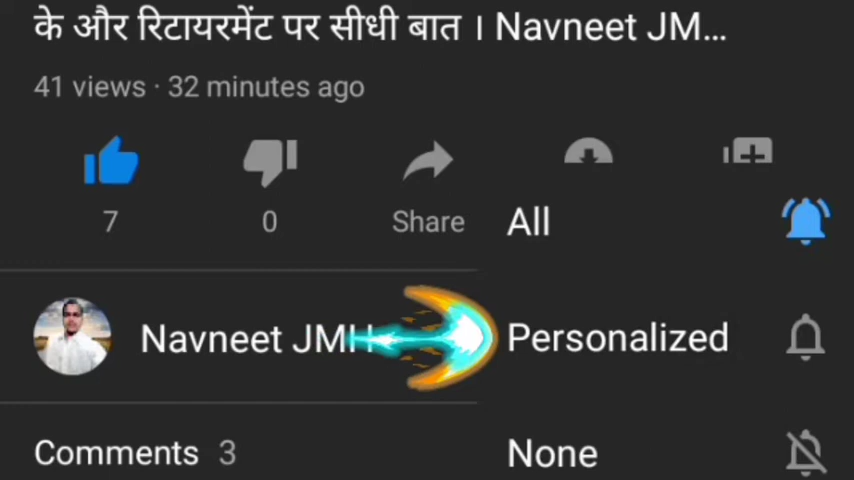 के और रिटायरमेंट पर सीधी बात । Navneet JM...
41 views · 32 minutes ago
7
0
Share
All
Navneet JMH
Personalized
Comments 3
None